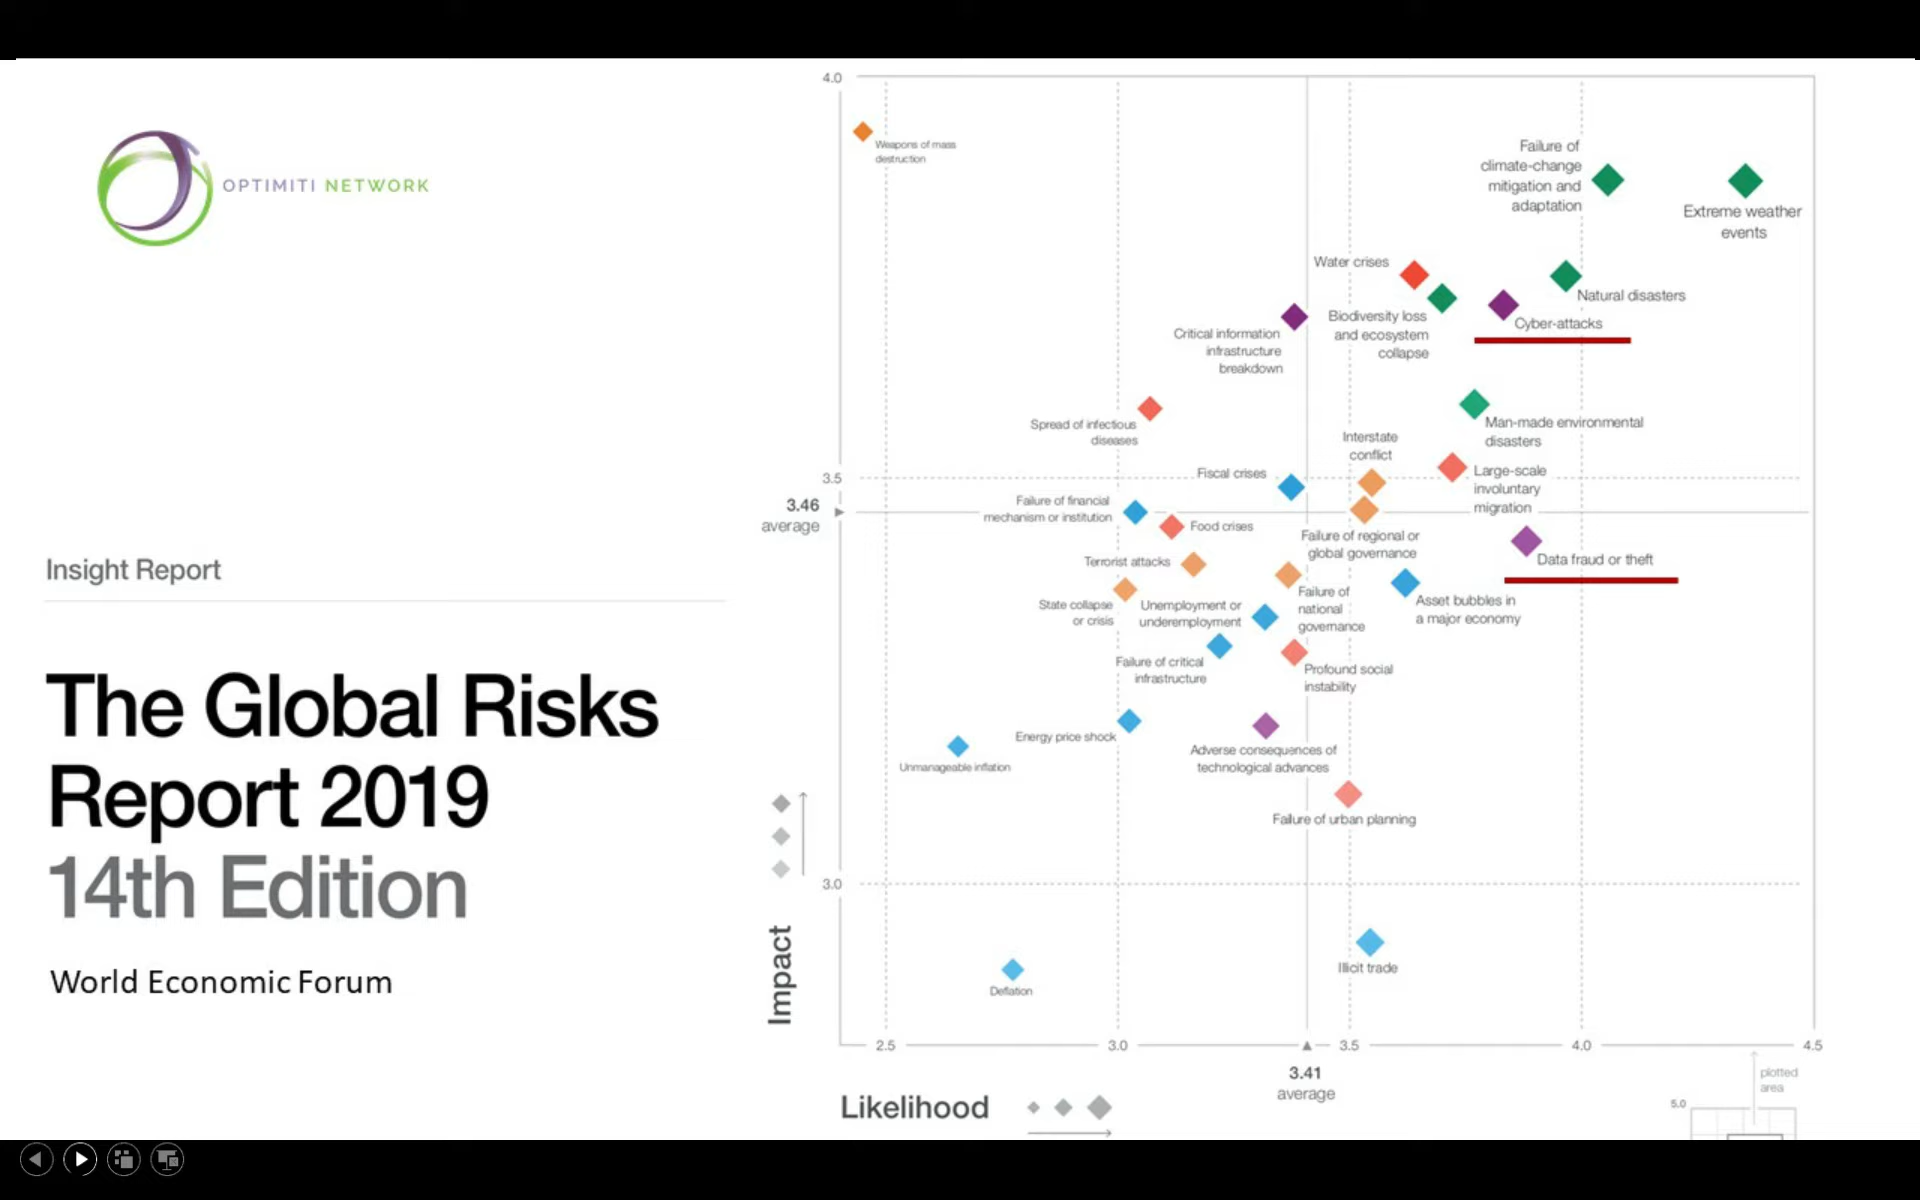 OPTIMITI NETWORK
Insight Report
The Global Risks
Report 2019
14th Edition
World Economic Forum
4.0
Weapons of mass
destruction
Failure of
climate-change
mitigation and
adaptation
Extreme weather
events
Water crises
Natural disasters
Biodiversity loss
and ecosystem
collapse
Cyber-attacks
Critical information
infrastructure
breakdown
Spread of infectious
diseases
Man-made environmental
disasters
Interstate
conflict
3.5
Fiscal crises
Large-scale
involuntary
migration
3.46
average
Failure of financial
mechanism or institution
Food crises
Failure of regional or
global governance
Terrorist attacks
Data fraud or theft
State collapse
or crisis
Unemployment or
underemployment
Failure of
national
governance
Asset bubbles in
a major economy
Failure of critical
infrastructure
Profound social
instability
Energy price shock
Adverse consequences of
technological advances
Unmanageable inflation
Failure of urban planning
3.0
Impact
Illicit trade
Deflation
2.5
3.0
3.5
4.0
4.5
3.41
average
Likelihood
plotted
area
5.0